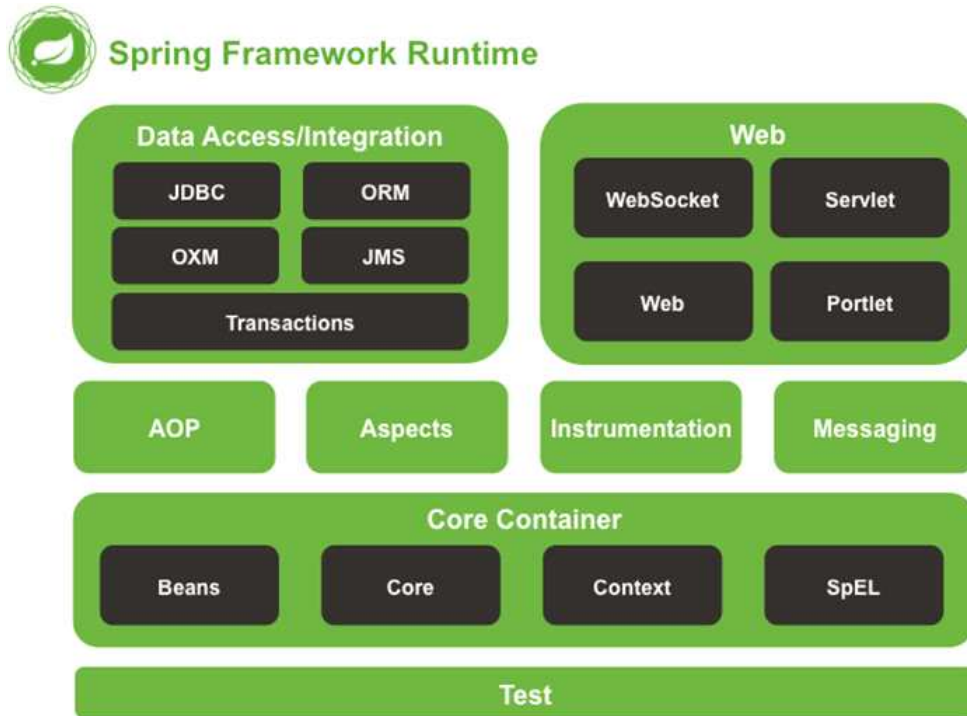 Spring Framework Runtime
Data Access/Integration
JDBC
ORM
OXM
JMS
Transactions
Web
WebSocket
Servlet
Web
Portlet
AOP
Aspects
Instrumentation
Messaging
Core Container
Beans
Core
Context
SpEL
Test